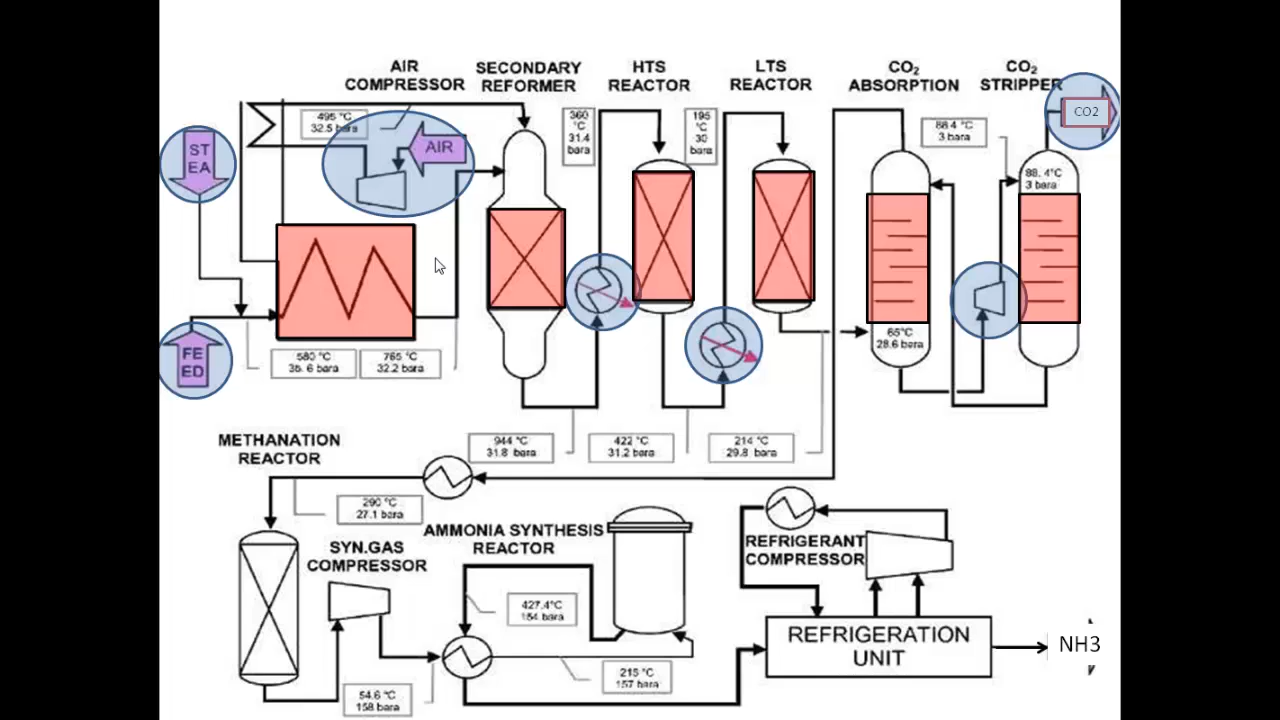 AIR
COMPRESSOR
SECONDARY
REFORMER
HTS
REACTOR
LTS
REACTOR
CO₂
ABSORPTION
CO₂
STRIPPER
CO2
495 °C
32.5 bara
360
°C
31.4
bara
195
°C
30
bara
88.4 °C
3 bara
88. 4°C
3 bara
ST
EA
AIR
FE
ED
580 °C
35. 6 bara
765 °C
32.2 bara
65°C
28.6 bara
944 °C
31.8 bara
422 °C
31.2 bara
214 °C
29.8 bara
METHANATION
REACTOR
290 °C
27.1 bara
SYN.GAS
COMPRESSOR
AMMONIA SYNTHESIS
REACTOR
427.4°C
154 bara
215 °C
157 bara
54.6 °C
158 bara
REFRIGERANT
COMPRESSOR
REFRIGERATION
UNIT
NH3